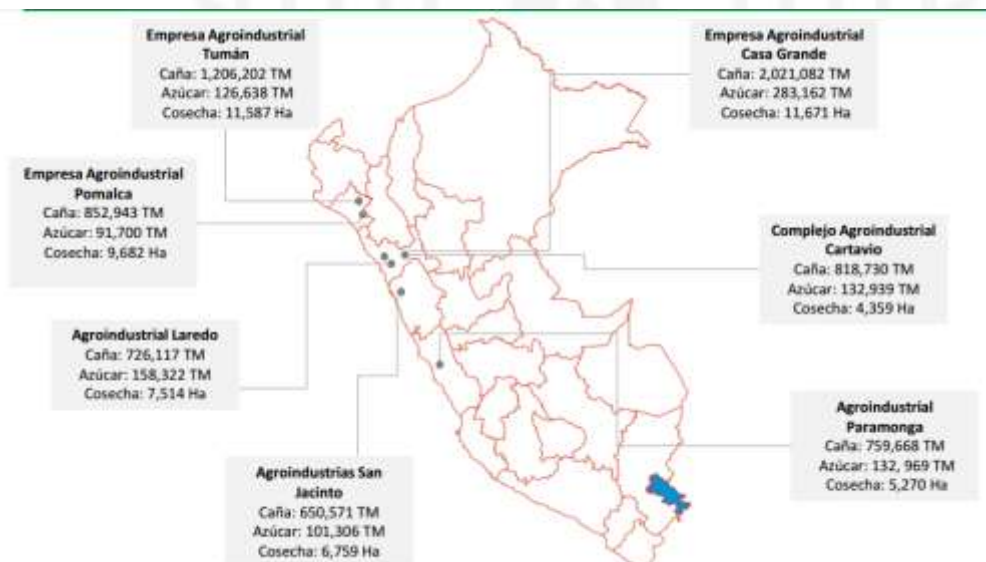 Empresa Agroindustrial
Tumán
Caña: 1,206,202 TM
Azúcar: 126,638 TM
Cosecha: 11,587 Ha
Empresa Agroindustrial
Casa Grande
Caña: 2,021,082 TM
Azúcar: 283,162 TM
Cosecha: 11,671 Ha
Empresa Agroindustrial
Pomalca
Caña: 852,943 TM
Azúcar: 91,700 TM
Cosecha: 9,682 Ha
Complejo Agroindustrial
Cartavio
Caña: 818,730 TM
Azúcar: 132,939 TM
Cosecha: 4,359 Ha
Agroindustrial Laredo
Caña: 726,117 TM
Azúcar: 158,322 TM
Cosecha: 7,514 Ha
Agroindustrial
Paramonga
Caña: 759,668 TM
Azúcar: 132, 969 TM
Cosecha: 5,270 Ha
Agroindustrias San
Jacinto
Caña: 650,571 TM
Azúcar: 101,306 TM
Cosecha: 6,759 Ha